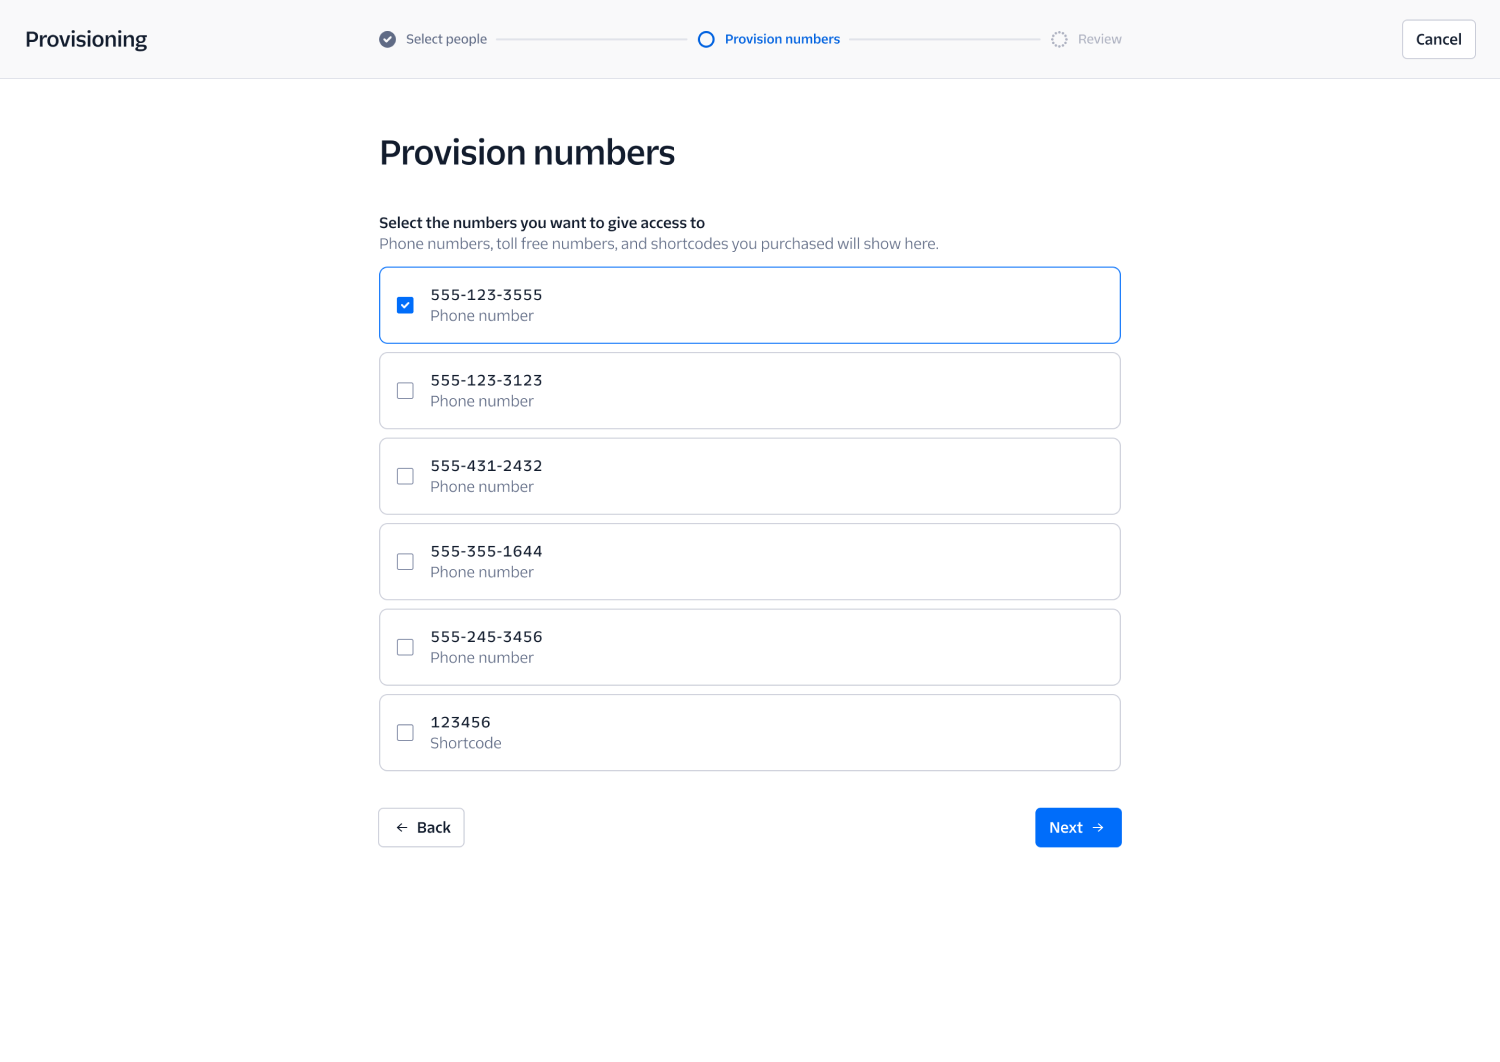 Provisioning
Select people
Provision numbers
Review
Cancel
Provision numbers
Select the numbers you want to give access to
Phone numbers, toll free numbers, and shortcodes you purchased will show here.
555-123-3555
Phone number
555-123-3123
Phone number
555-431-2432
Phone number
555-355-1644
Phone number
555-245-3456
Phone number
123456
Shortcode
← Back
Next →